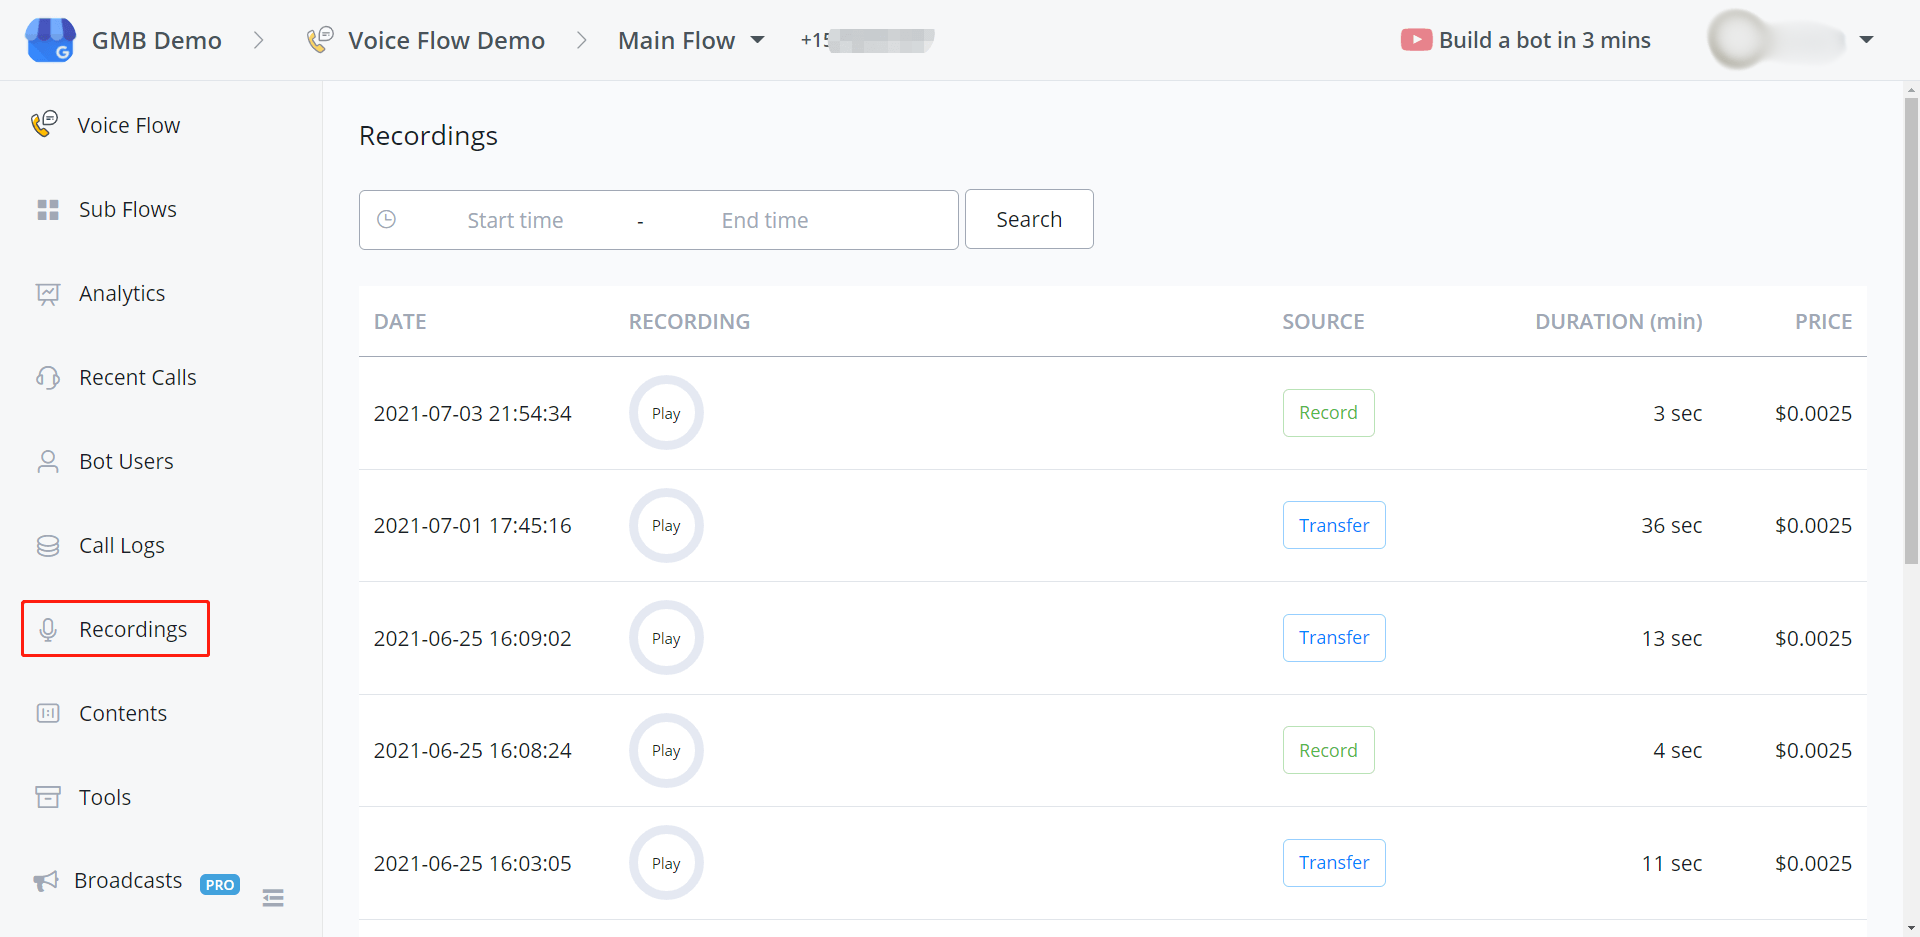 GMB Demo > Voice Flow Demo > Main Flow +15
Build a bot in 3 mins
Voice Flow
Sub Flows
Analytics
Recent Calls
Bot Users
Call Logs
Recordings
Contents
Tools
Broadcasts PRO
Recordings
Start time - End time Search
DATE RECORDING SOURCE DURATION (min) PRICE
2021-07-03 21:54:34 Play Record 3 sec $0.0025
2021-07-01 17:45:16 Play Transfer 36 sec $0.0025
2021-06-25 16:09:02 Play Transfer 13 sec $0.0025
2021-06-25 16:08:24 Play Record 4 sec $0.0025
2021-06-25 16:03:05 Play Transfer 11 sec $0.0025